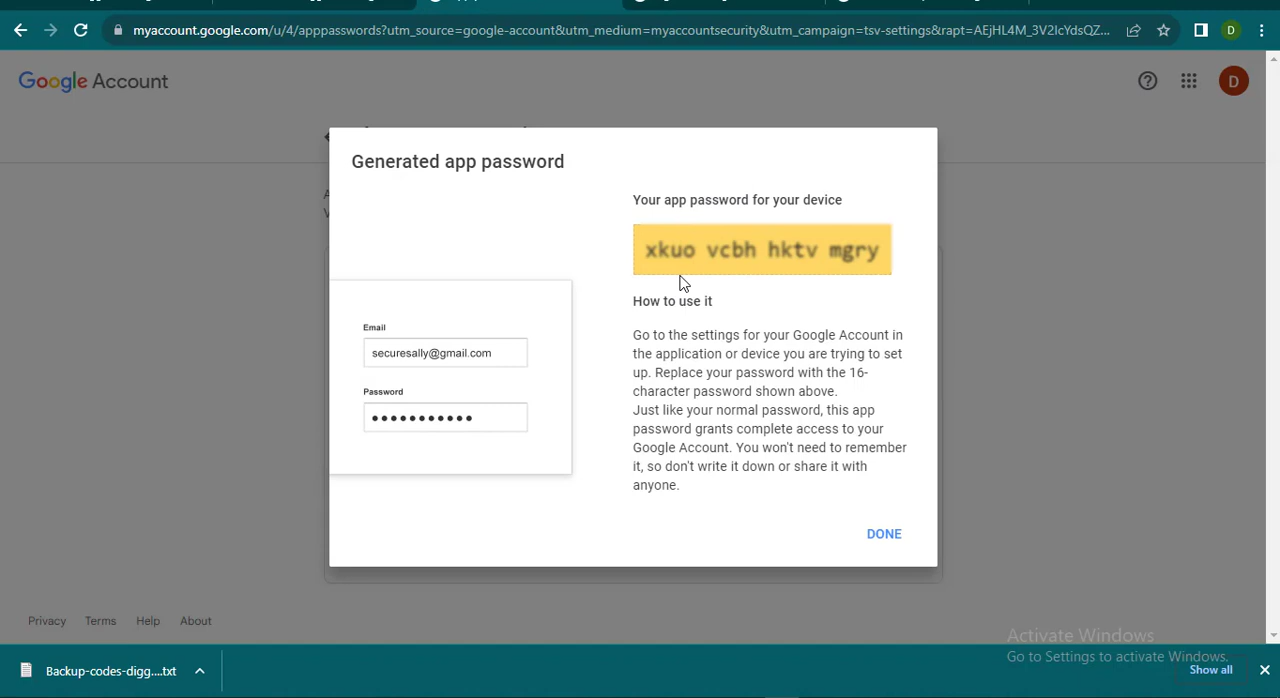 myaccount.google.com/u/4/apppasswords?utm_source=google-account&utm_medium=myaccountsecurity&utm_campaign=tsv-settings&rapt=AEjHL4M_3V2IcYdsQZ...
D
Google Account
D
Generated app password
Your app password for your device
How to use it
Go to the settings for your Google Account in
the application or device you are trying to set
up. Replace your password with the 16-
character password shown above.
Just like your normal password, this app
password grants complete access to your
Google Account. You won't need to remember
it, so don't write it down or share it with
anyone.
Email
securesally@gmail.com
Password
DONE
Privacy Terms Help About
Activate Windows
Go to Settings to activate Windows.
Backup-codes-digg....txt
Show all